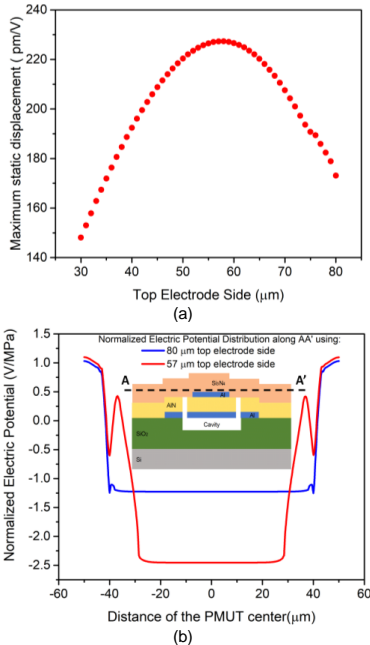 260
240
220
200
180
160
140
20 30 40 50 60 70 80
Maximum static displacement ( pm/V)
Top Electrode Side (μm)
(a)
Normalized Electric Potential Distribution along AA' using:
80 μm top electrode side
57 μm top electrode side
1.5
1.0
0.5
0.0
-0.5
-1.0
-1.5
-2.0
-2.5
Normalized Electric Potential (V/MPa)
A A'
Si₃N₄
Al
AlN
Al
Cavity
SiO₂
Si
-60 -40 -20 0 20 40 60
Distance of the PMUT center(μm)
(b)